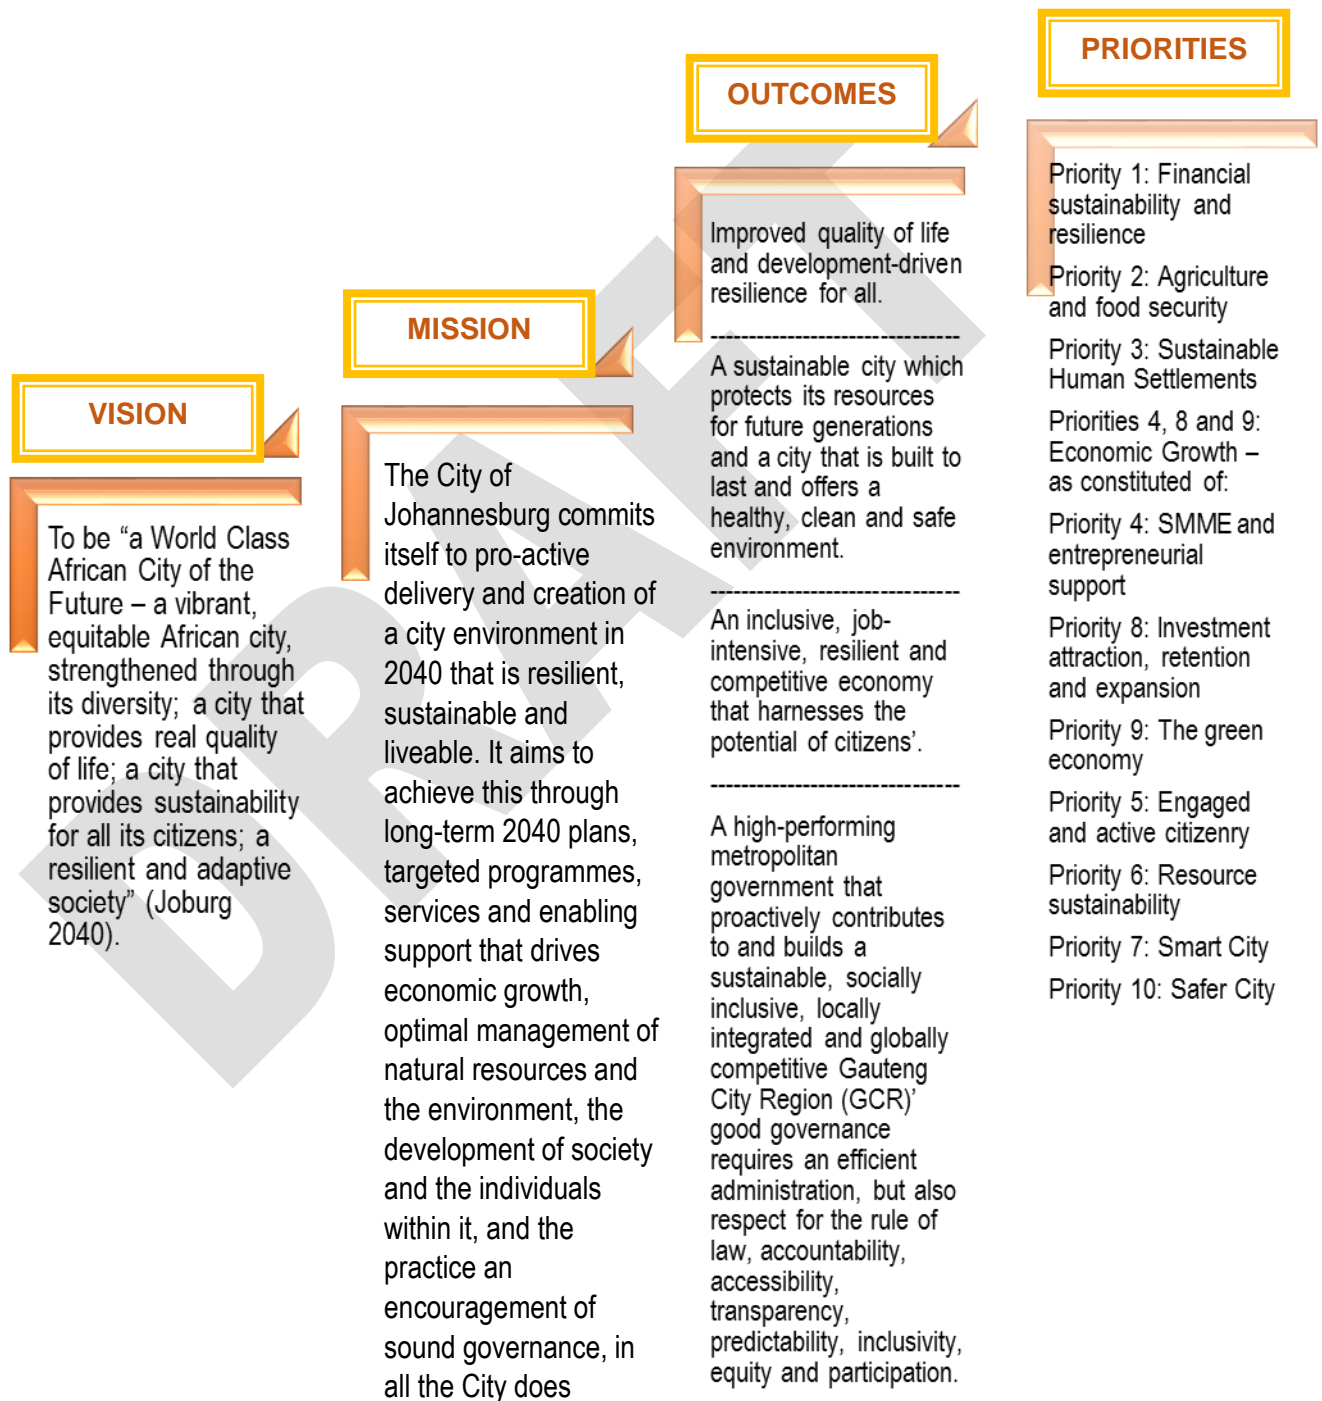 VISION
To be “a World Class
African City of the
Future – a vibrant,
equitable African city,
strengthened through
its diversity; a city that
provides real quality
of life; a city that
provides sustainability
for all its citizens; a
resilient and adaptive
society” (Joburg
2040).
MISSION
The City of
Johannesburg commits
itself to pro-active
delivery and creation of
a city environment in
2040 that is resilient,
sustainable and
liveable. It aims to
achieve this through
long-term 2040 plans,
targeted programmes,
services and enabling
support that drives
economic growth,
optimal management of
natural resources and
the environment, the
development of society
and the individuals
within it, and the
practice an
encouragement of
sound governance, in
all the City does
OUTCOMES
Improved quality of life
and development-driven
resilience for all.
--------------------------------
A sustainable city which
protects its resources
for future generations
and a city that is built to
last and offers a
healthy, clean and safe
environment.
--------------------------------
An inclusive, job-
intensive, resilient and
competitive economy
that harnesses the
potential of citizens’.
--------------------------------
A high-performing
metropolitan
government that
proactively contributes
to and builds a
sustainable, socially
inclusive, locally
integrated and globally
competitive Gauteng
City Region (GCR)’
good governance
requires an efficient
administration, but also
respect for the rule of
law, accountability,
accessibility,
transparency,
predictability, inclusivity,
equity and participation.
PRIORITIES
Priority 1: Financial
sustainability and
resilience
Priority 2: Agriculture
and food security
Priority 3: Sustainable
Human Settlements
Priorities 4, 8 and 9:
Economic Growth –
as constituted of:
Priority 4: SMME and
entrepreneurial
support
Priority 8: Investment
attraction, retention
and expansion
Priority 9: The green
economy
Priority 5: Engaged
and active citizenry
Priority 6: Resource
sustainability
Priority 7: Smart City
Priority 10: Safer City
DRAFT